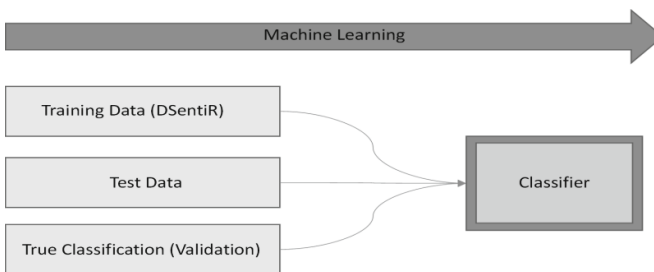 Machine Learning
Training Data (DSentiR)
Test Data
Classifier
True Classification (Validation)